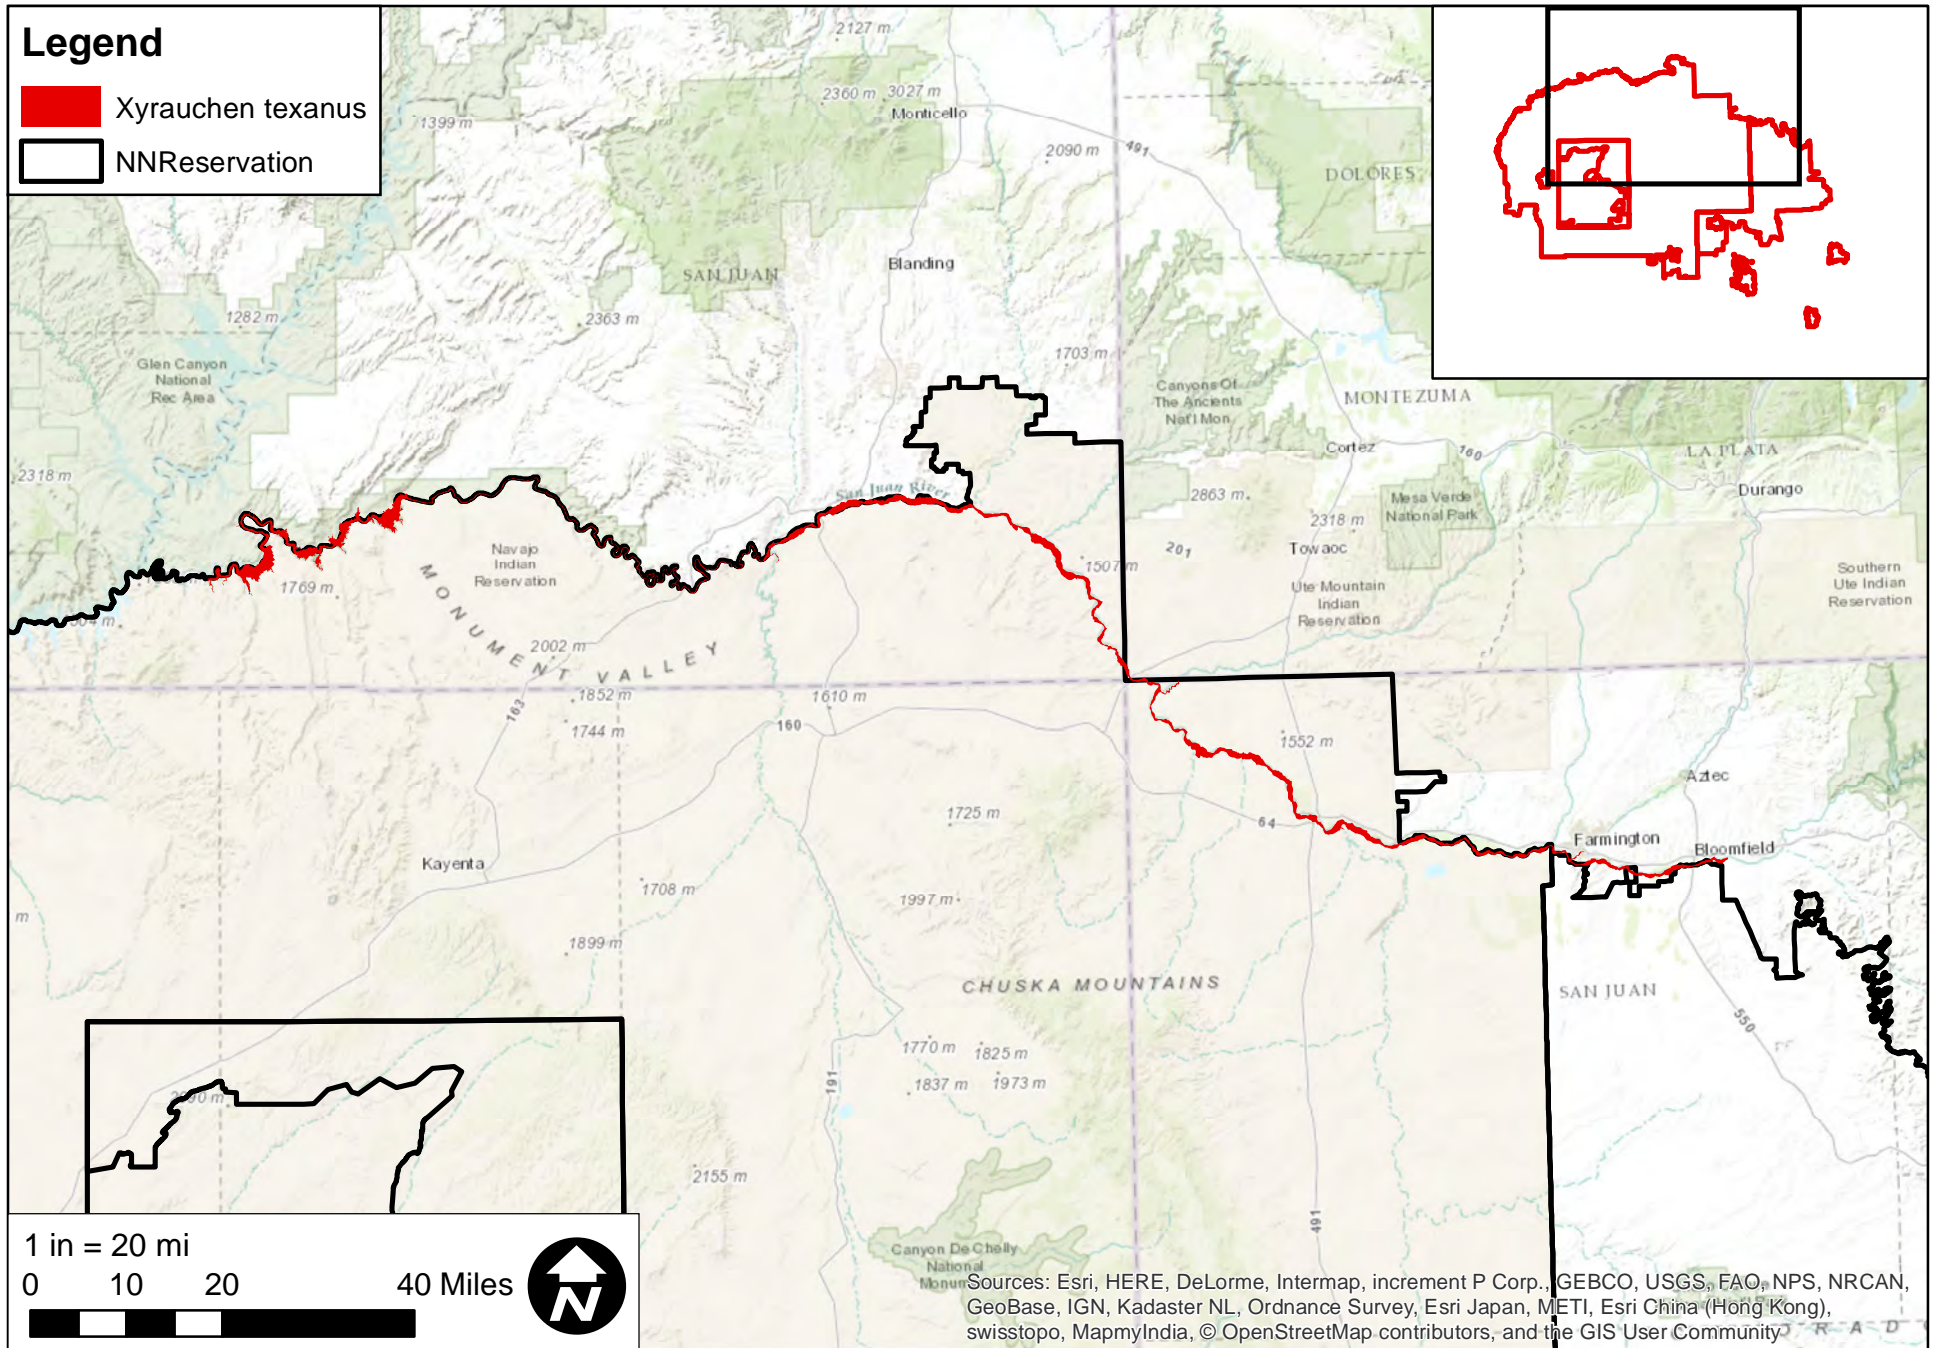 Legend
Xyrauchen texanus
NNReservation
2127 m
2360 m 3027 m
Monticello
1399 m
2090 m
491
DOLORES
SAN JUAN
Blanding
1282 m
2363 m
1703 m
Glen Canyon
National
Rec Area
Canyons Of
The Ancients
Nat'l Mon
MONTEZUMA
Cortez
160
LA PLATA
2318 m
San Juan River
2863 m
Mesa Verde
National Park
Durango
2318 m
Navajo
Indian
Reservation
201
Towaoc
1507 m
1769 m
Ute Mountain
Indian
Reservation
Southern
Ute Indian
Reservation
MONUMENT VALLEY
2002 m
1852 m
1610 m
163
1744 m
160
1552 m
Aztec
1725 m
64
Farmington
Bloomfield
Kayenta
1708 m
1997 m
m
1899 m
CHUSKA MOUNTAINS
SAN JUAN
550
1770 m
1825 m
191
1837 m
1973 m
2155 m
491
Canyon De Chelly
National
1 in = 20 mi
0 10 20 40 Miles
N
Sources: Esri, HERE, DeLorme, Intermap, increment P Corp., GEBCO, USGS, FAO, NPS, NRCAN,
GeoBase, IGN, Kadaster NL, Ordnance Survey, Esri Japan, METI, Esri China (Hong Kong),
swisstopo, MapmyIndia, © OpenStreetMap contributors, and the GIS User Community